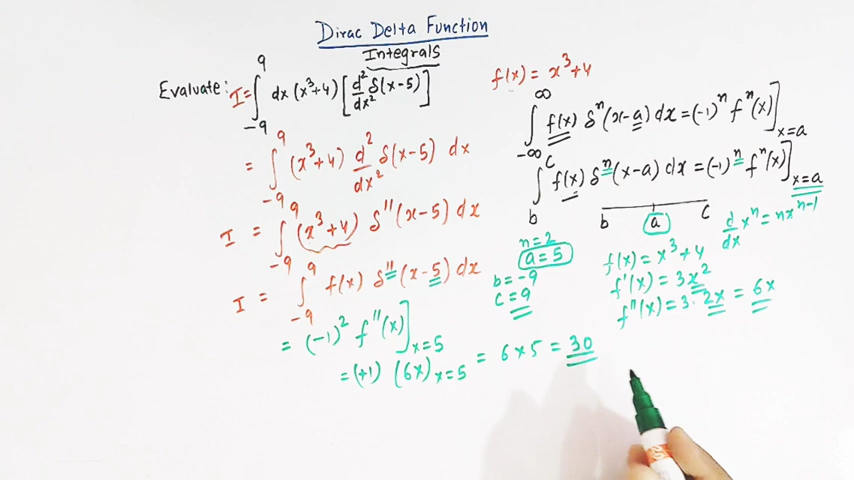 Dirac Delta Function
Integrals
Evaluate: I = ∫_{-9}^{9} dx (x³+4) [d²/dx² δ(x-5)]
= ∫_{-9}^{9} (x³+4) d²/dx² δ(x-5) dx
I = ∫_{-9}^{9} (x³+4) δ''(x-5) dx
I = ∫_{-9}^{9} f(x) δ''(x-5) dx
= (-1)² f''(x)]_{x=5}
= (+1) (6x)_{x=5} = 6×5 = 30
f(x) = x³+4
∫_{-∞}^{∞} f(x) δⁿ(x-a) dx = (-1)ⁿ fⁿ(x)]_{x=a}
∫_{b}^{c} f(x) δⁿ(x-a) dx = (-1)ⁿ fⁿ(x)]_{x=a}
b a c
d/dx xⁿ = nxⁿ⁻¹
n=2
a=5
b=-9
c=9
f(x) = x³+4
f'(x) = 3x²
f''(x) = 3·2x = 6x